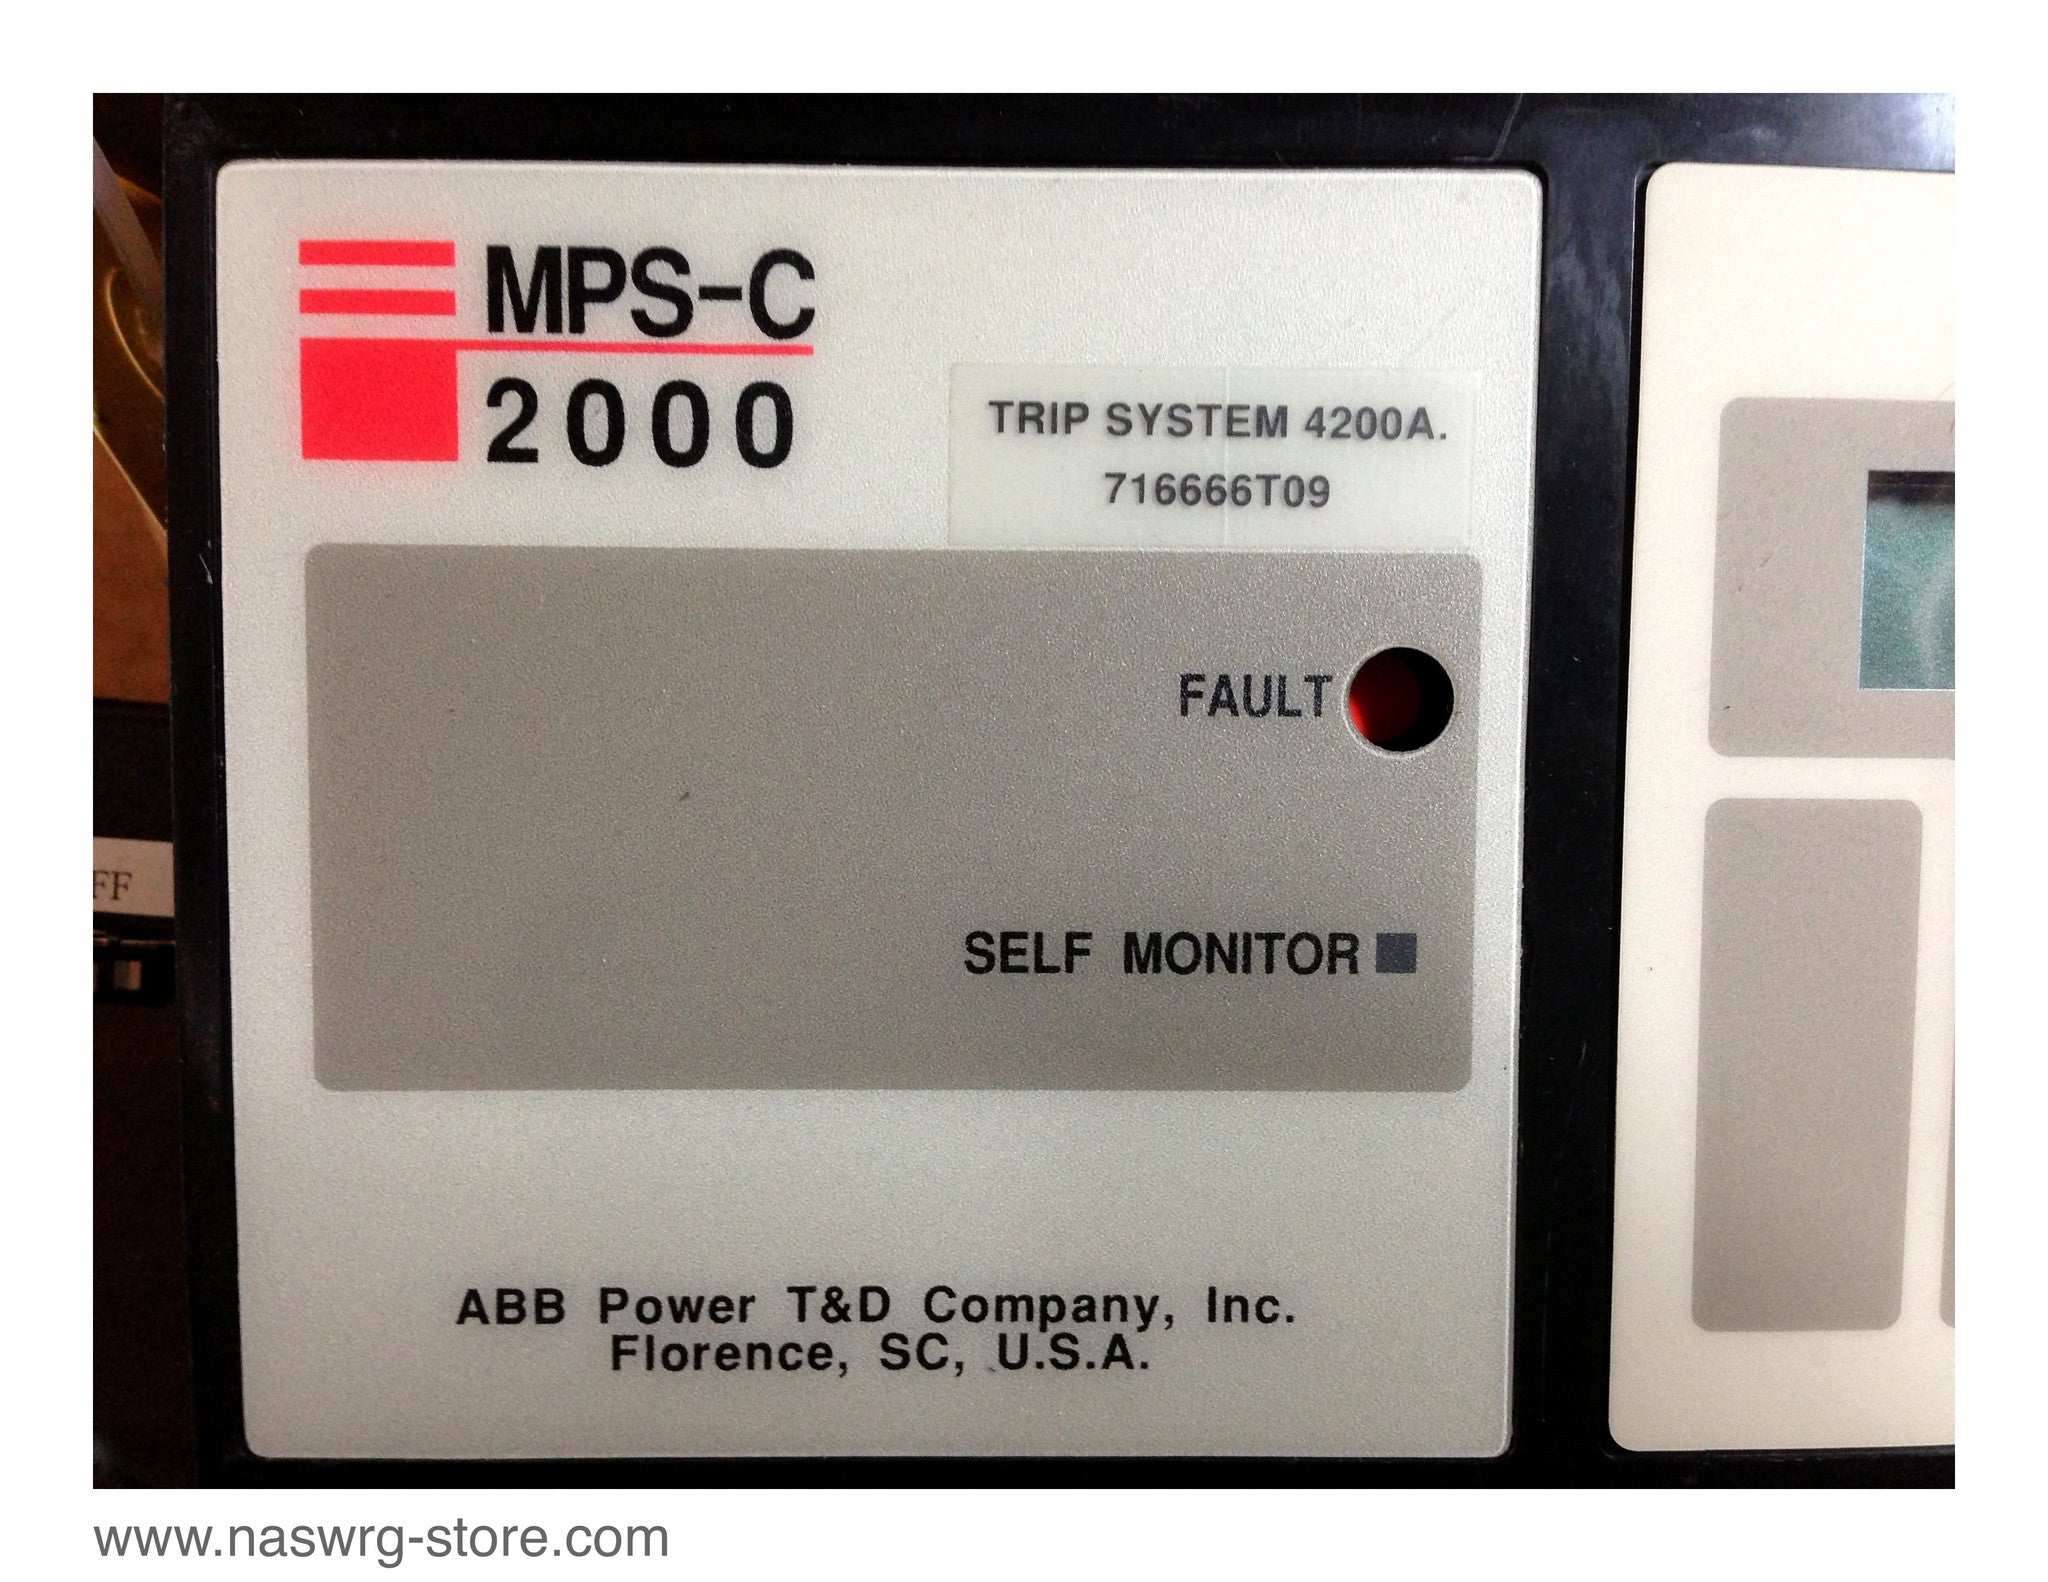 MPS-C
2000
TRIP SYSTEM 4200A.
716666T09
FAULT
SELF MONITOR
FF
ABB Power T&D Company, Inc.
Florence, SC, U.S.A.
www.naswrg-store.com